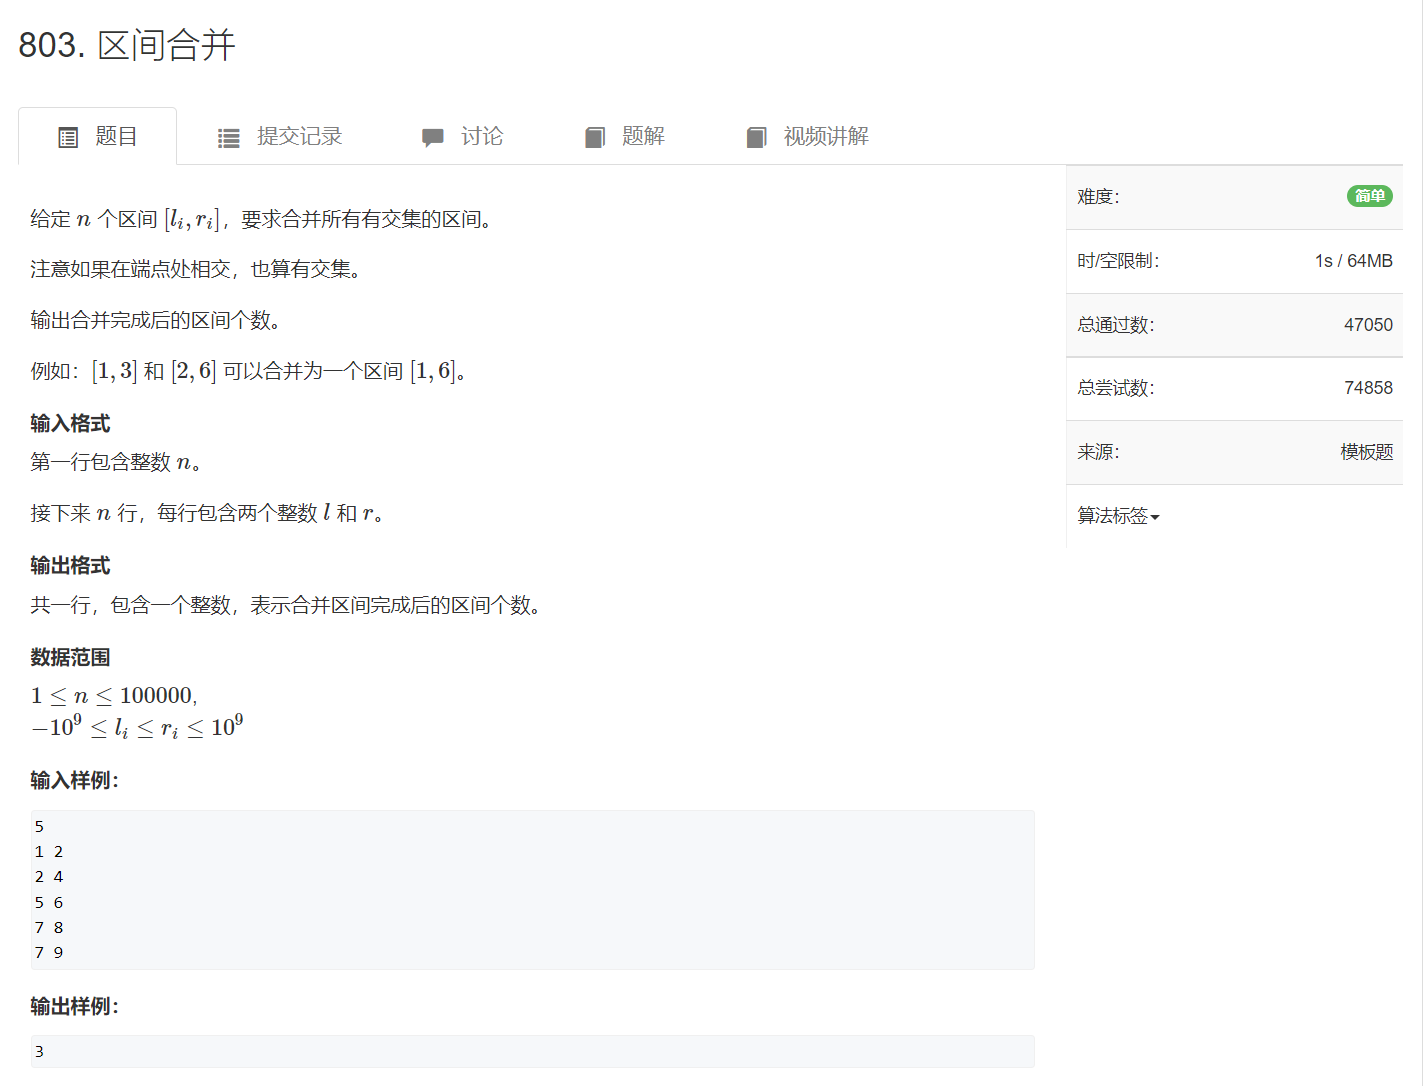 803. 区间合并
题目 提交记录 讨论 题解 视频讲解
给定 n 个区间 [l_i, r_i]，要求合并所有有交集的区间。
注意如果在端点处相交，也算有交集。
输出合并完成后的区间个数。
例如：[1, 3] 和 [2, 6] 可以合并为一个区间 [1, 6]。
输入格式
第一行包含整数 n。
接下来 n 行，每行包含两个整数 l 和 r。
输出格式
共一行，包含一个整数，表示合并区间完成后的区间个数。
数据范围
1 ≤ n ≤ 100000,
−10^9 ≤ l_i ≤ r_i ≤ 10^9
输入样例：
5
1 2
2 4
5 6
7 8
7 9
输出样例：
3
难度： 简单
时/空限制： 1s / 64MB
总通过数： 47050
总尝试数： 74858
来源： 模板题
算法标签